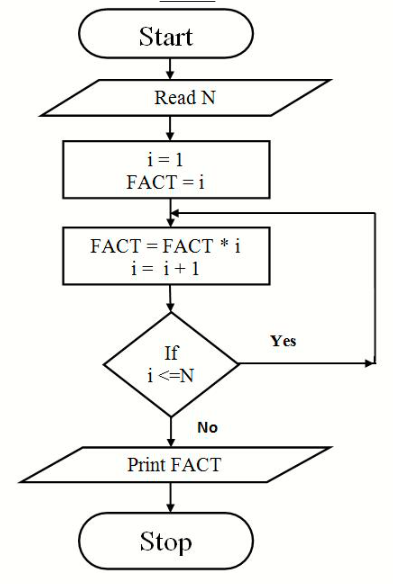 Start
Read N
i = 1
FACT = i
FACT = FACT * i
i = i + 1
If
i <=N
Yes
No
Print FACT
Stop